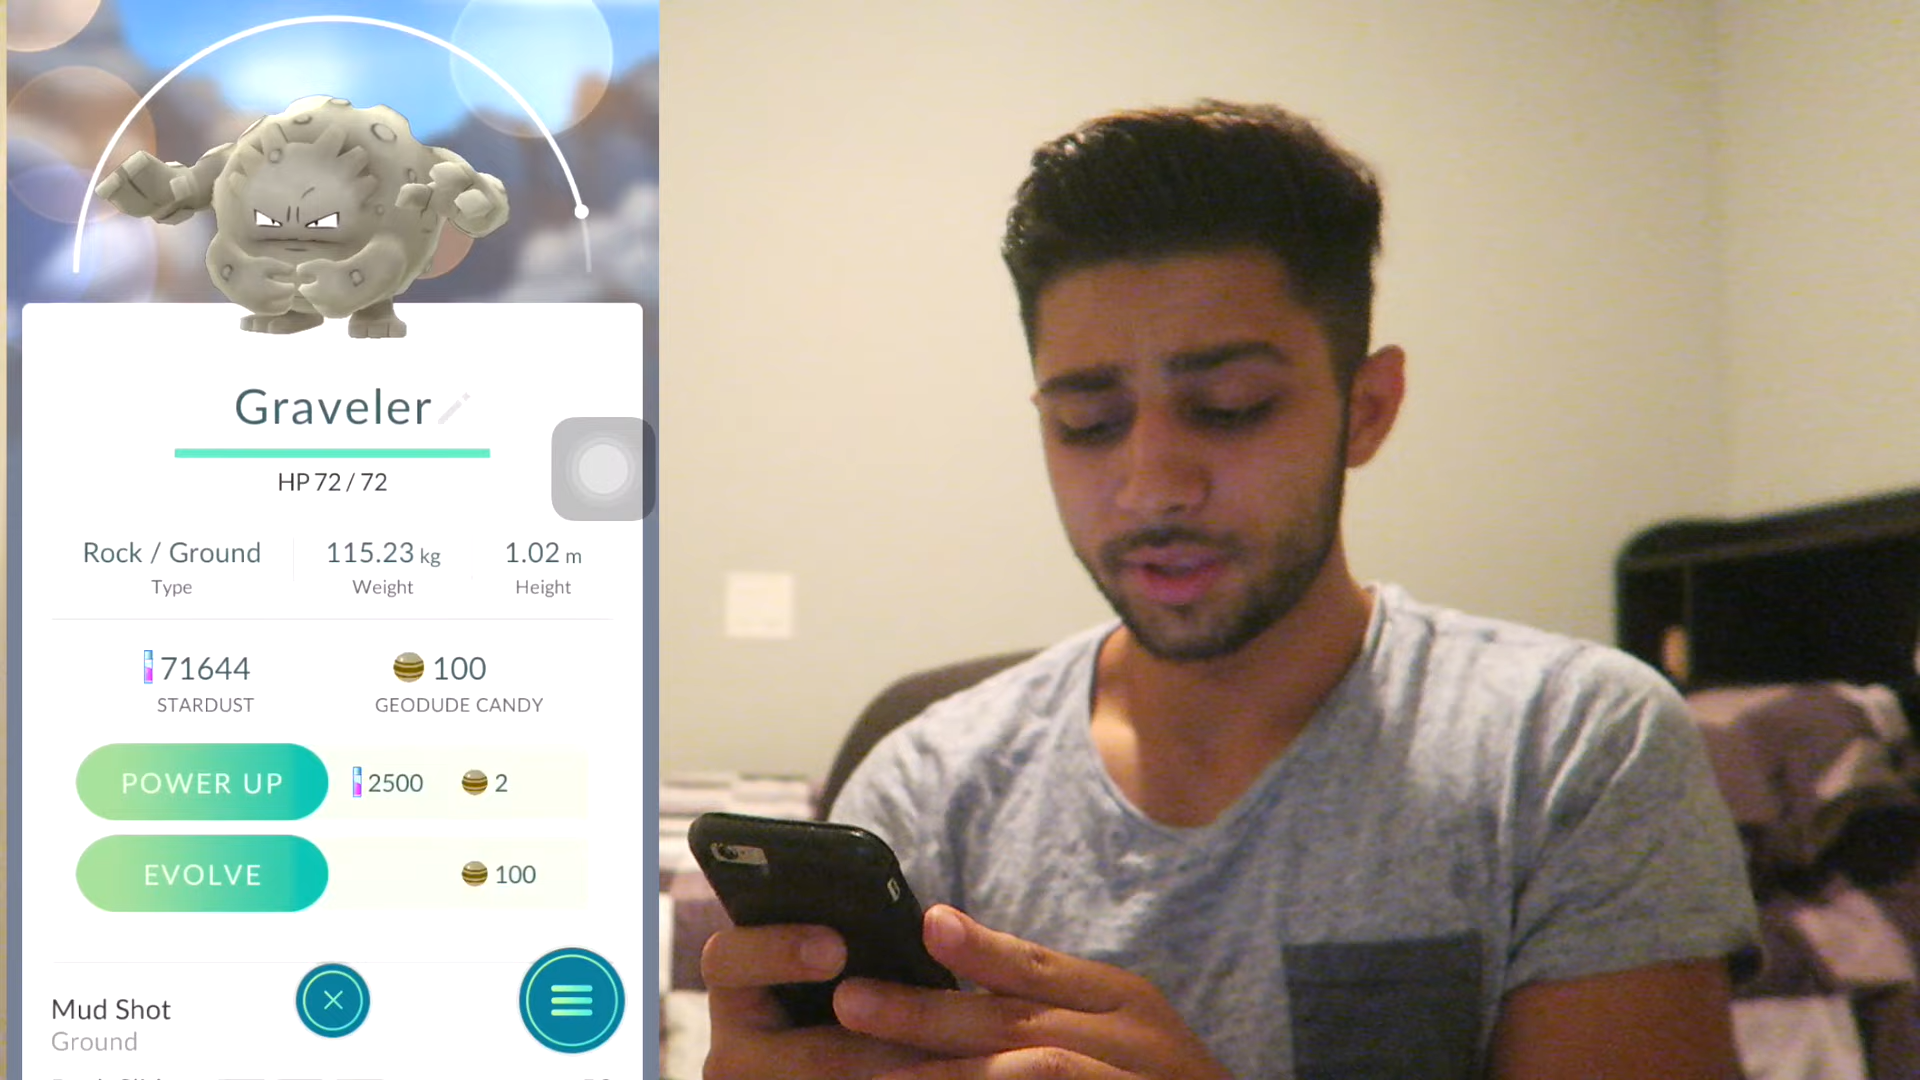 Graveler
HP 72 / 72
Rock / Ground
Type
115.23 kg
Weight
1.02 m
Height
71644
STARDUST
100
GEODUDE CANDY
POWER UP
2500
2
EVOLVE
100
Mud Shot
Ground